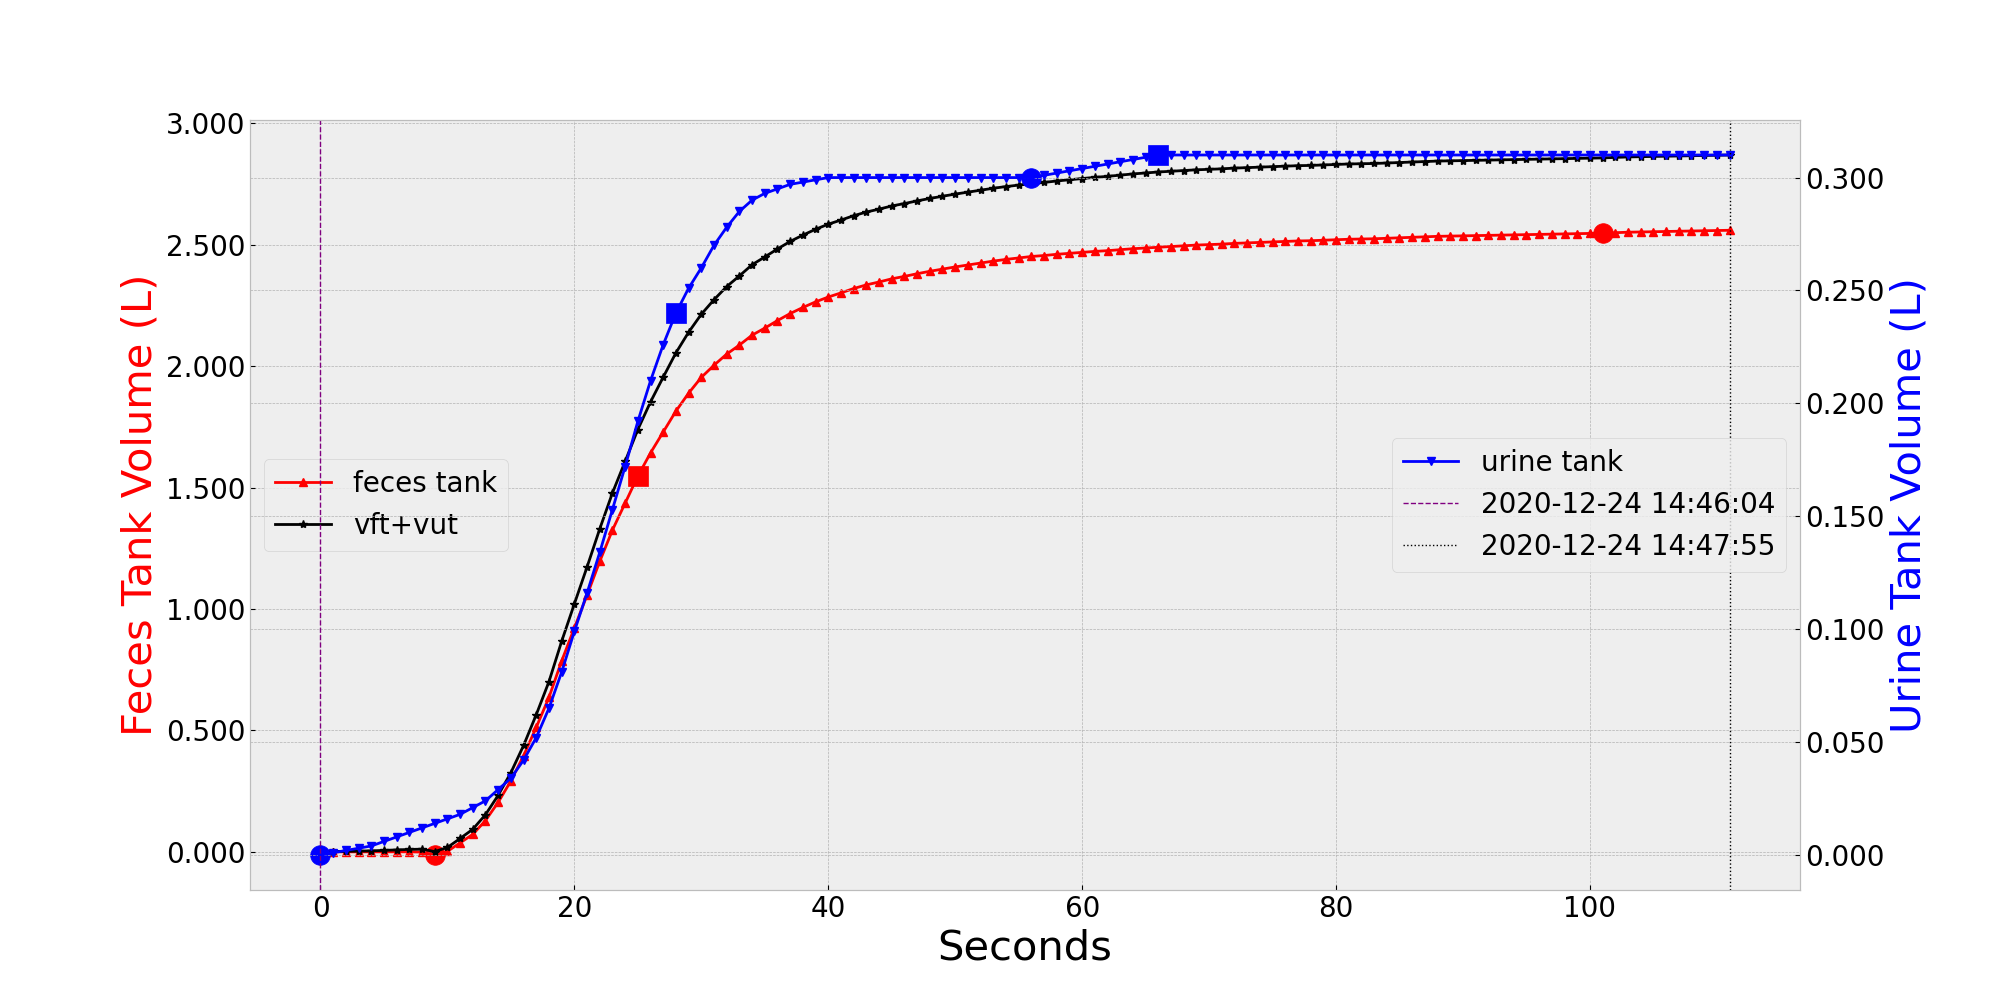 3.000
2.500
2.000
1.500
1.000
0.500
0.000
Feces Tank Volume (L)
feces tank
vft+vut
urine tank
2020-12-24 14:46:04
2020-12-24 14:47:55
0.300
0.250
0.200
0.150
0.100
0.050
0.000
Urine Tank Volume (L)
0 20 40 60 80 100
Seconds